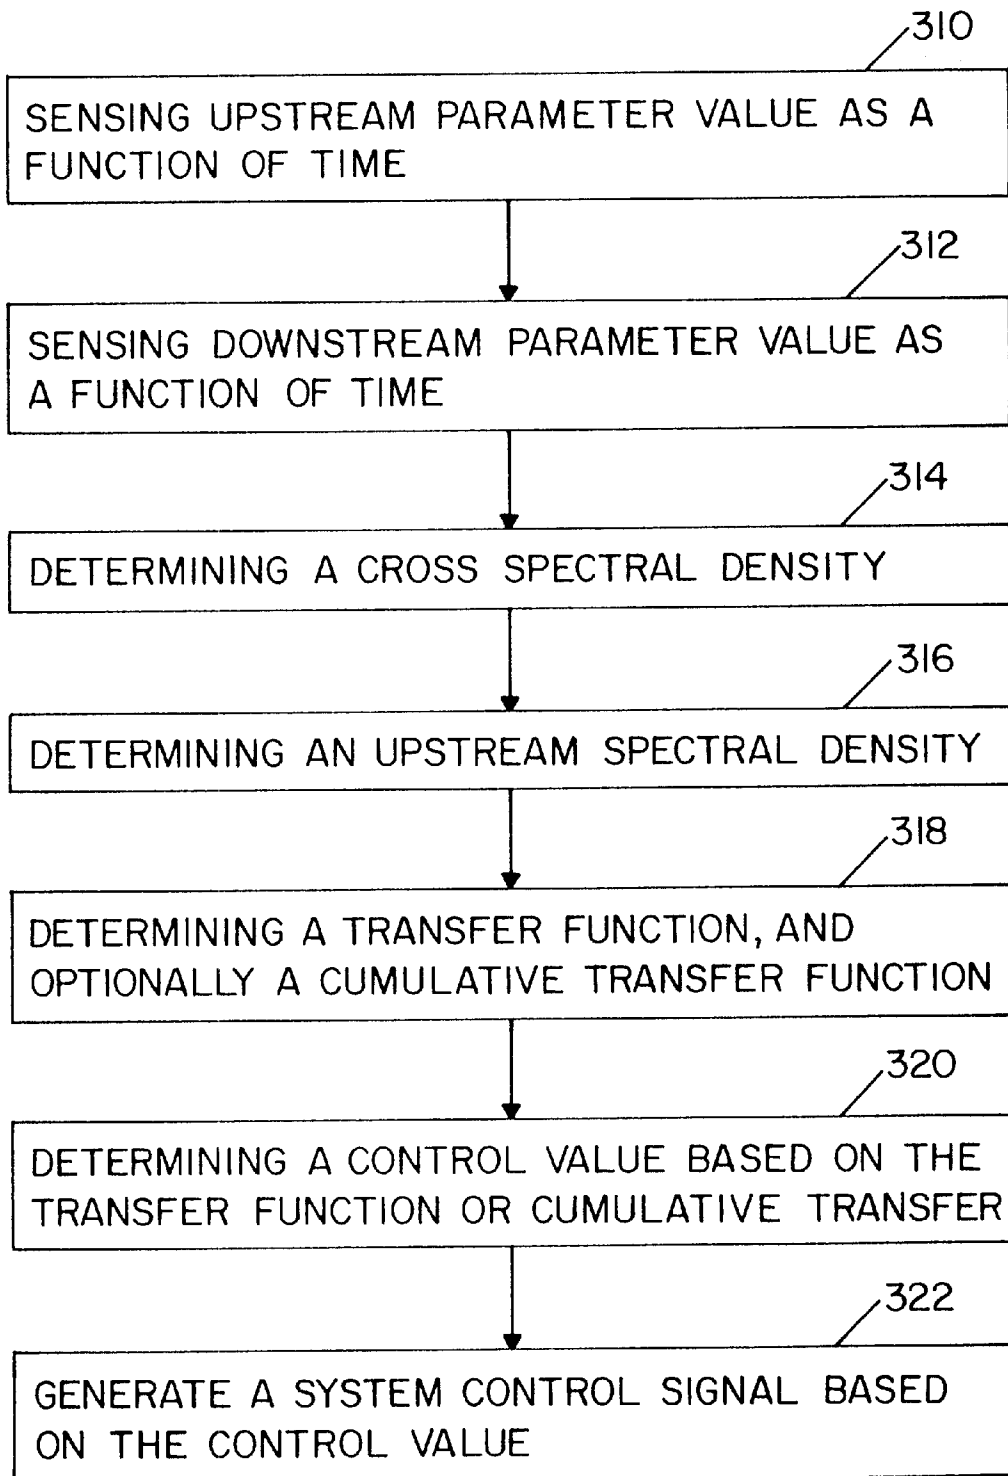 310
SENSING UPSTREAM PARAMETER VALUE AS A
FUNCTION OF TIME
312
SENSING DOWNSTREAM PARAMETER VALUE AS
A FUNCTION OF TIME
314
DETERMINING A CROSS SPECTRAL DENSITY
316
DETERMINING AN UPSTREAM SPECTRAL DENSITY
318
DETERMINING A TRANSFER FUNCTION, AND
OPTIONALLY A CUMULATIVE TRANSFER FUNCTION
320
DETERMINING A CONTROL VALUE BASED ON THE
TRANSFER FUNCTION OR CUMULATIVE TRANSFER
322
GENERATE A SYSTEM CONTROL SIGNAL BASED
ON THE CONTROL VALUE